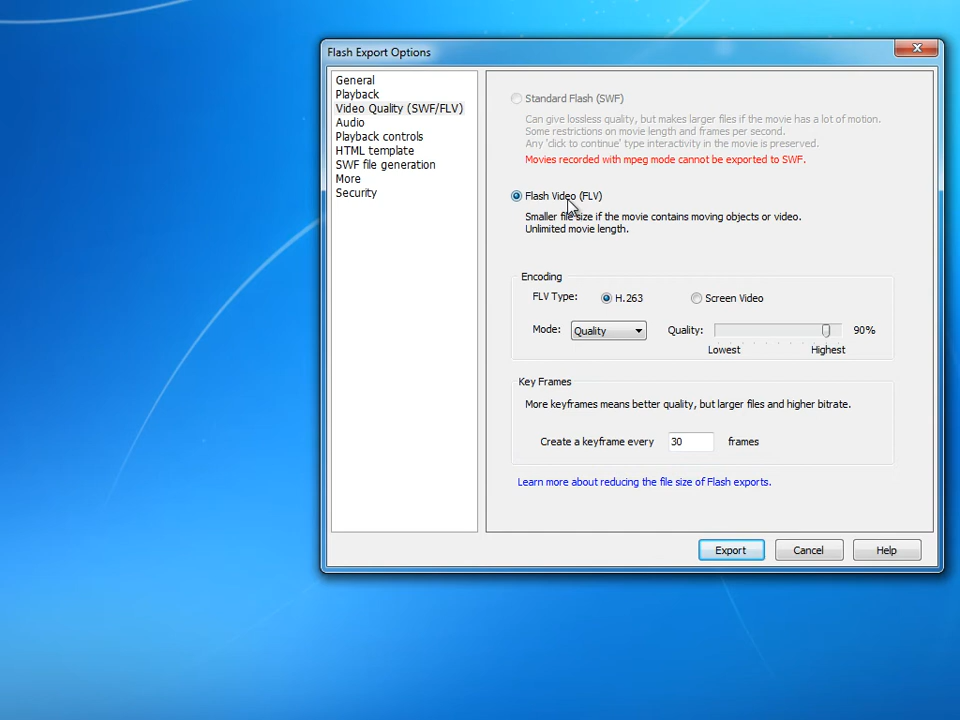 Flash Export Options
General
Playback
Video Quality (SWF/FLV)
Audio
Playback controls
HTML template
SWF file generation
More
Security
Standard Flash (SWF)
Can give lossless quality, but makes larger files if the movie has a lot of motion.
Some restrictions on movie length and frames per second.
Any 'click to continue' type interactivity in the movie is preserved.
Movies recorded with mpeg mode cannot be exported to SWF.
Flash Video (FLV)
Smaller file size if the movie contains moving objects or video.
Unlimited movie length.
Encoding
FLV Type: H.263 Screen Video
Mode: Quality Quality: 90%
Lowest Highest
Key Frames
More keyframes means better quality, but larger files and higher bitrate.
Create a keyframe every 30 frames
Learn more about reducing the file size of Flash exports.
Export Cancel Help